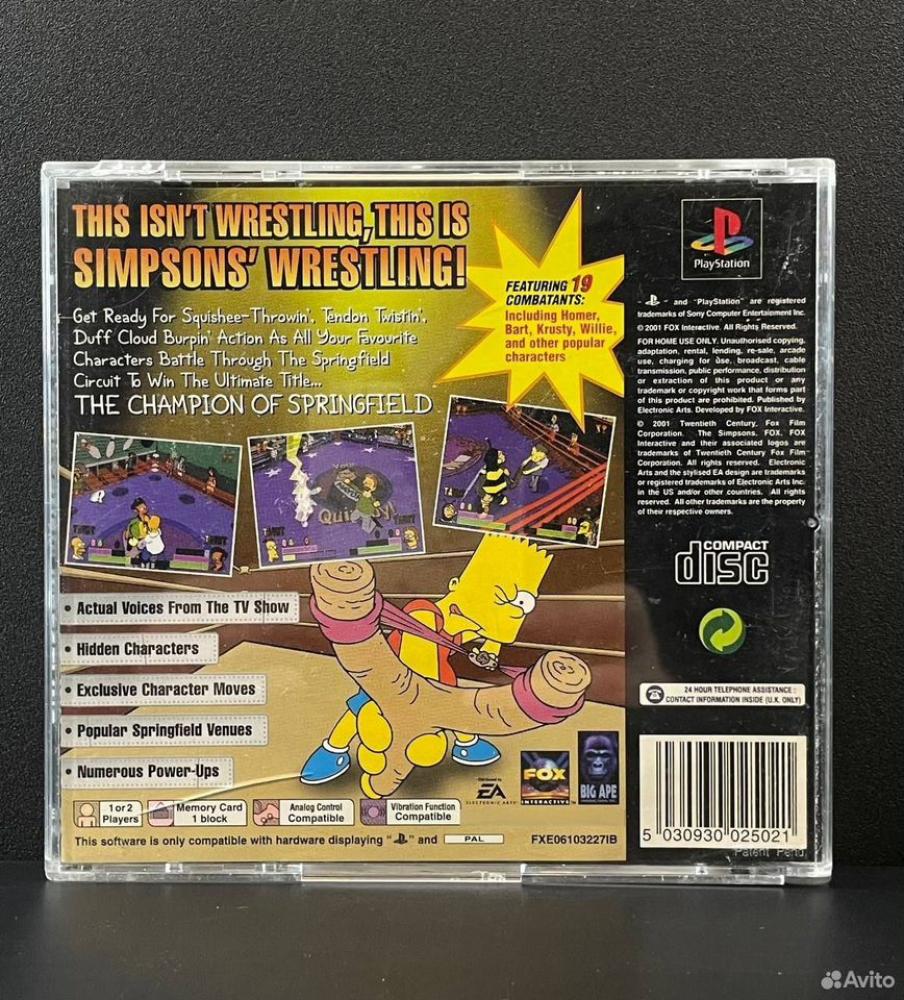 THIS ISN'T WRESTLING, THIS IS
SIMPSONS' WRESTLING!
Get Ready For Squishee-Throwin', Tendon Twistin',
Duff Cloud Burpin' Action As All Your Favourite
Characters Battle Through The Springfield
Circuit To Win The Ultimate Title...
THE CHAMPION OF SPRINGFIELD
FEATURING 19
COMBATANTS:
Including Homer,
Bart, Krusty, Willie,
and other popular
characters
PlayStation
and "PlayStation" are registered
trademarks of Sony Computer Entertainment Inc.
© 2001 FOX Interactive. All Rights Reserved.
FOR HOME USE ONLY. Unauthorised copying,
adaptation, rental, lending, re-sale, arcade
use, charging for use, broadcast, cable
transmission, public performance, distribution
or extraction of this product or any
trademark or copyright work that forms part
of this product are prohibited. Published by
Electronic Arts. Developed by FOX Interactive.
© 2001 Twentieth Century Fox Film
Corporation. The Simpsons, FOX, FOX
Interactive and their associated logos are
trademarks of Twentieth Century Fox Film
Corporation. All rights reserved. Electronic
Arts and the stylised EA design are trademarks
or registered trademarks of Electronic Arts Inc.
in the US and/or other countries. All rights
reserved. All other trademarks are the property
of their respective owners.
COMPACT
disc
24 HOUR TELEPHONE ASSISTANCE:
CONTACT INFORMATION INSIDE (U.K. ONLY)
• Actual Voices From The TV Show
• Hidden Characters
• Exclusive Character Moves
• Popular Springfield Venues
• Numerous Power-Ups
Distributed by
EA
ELECTRONIC ARTS
FOX
INTERACTIVE
BIG APE
1 or 2
Players
Memory Card
1 block
Analog Control
Compatible
Vibration Function
Compatible
This software is only compatible with hardware displaying " " and PAL
FXE06103227IB
5 030930 025021
Avito